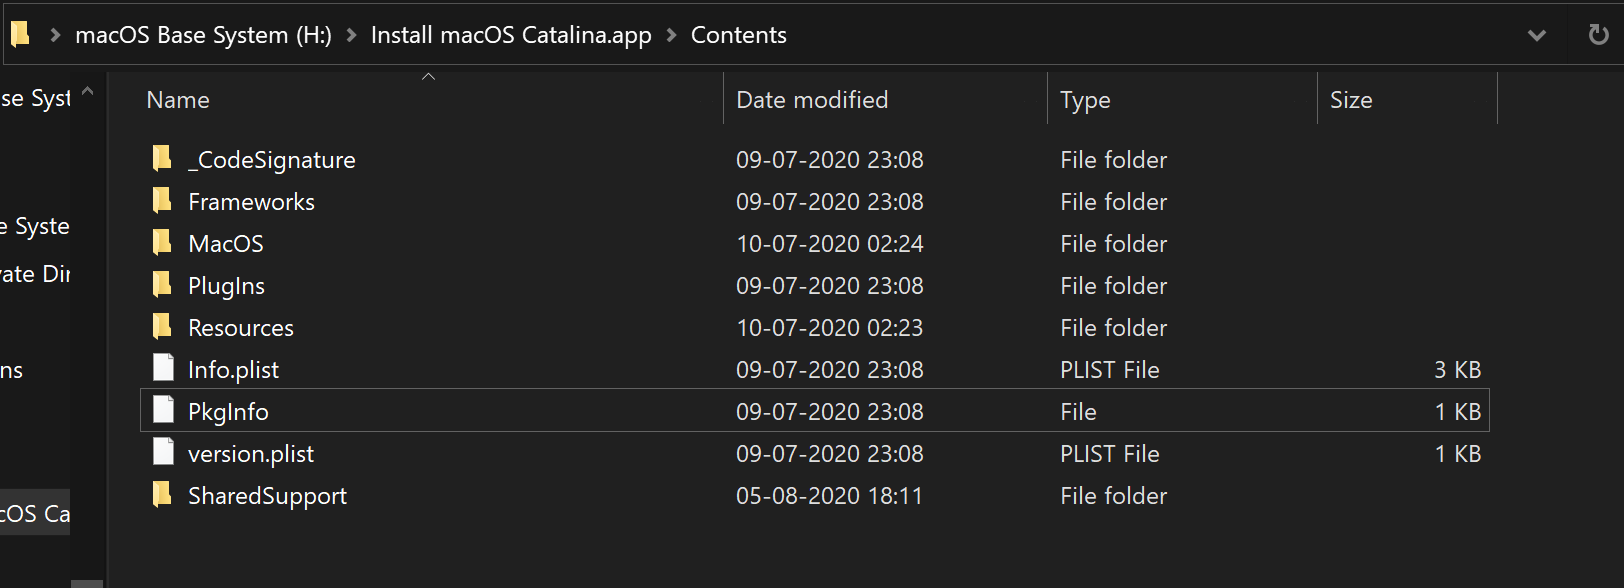 macOS Base System (H:) Install macOS Catalina.app Contents
se Syst
Name Date modified Type Size
_CodeSignature 09-07-2020 23:08 File folder
Frameworks 09-07-2020 23:08 File folder
e Syste
MacOS 10-07-2020 02:24 File folder
vate Dir
PlugIns 09-07-2020 23:08 File folder
Resources 10-07-2020 02:23 File folder
ns
Info.plist 09-07-2020 23:08 PLIST File 3 KB
PkgInfo 09-07-2020 23:08 File 1 KB
version.plist 09-07-2020 23:08 PLIST File 1 KB
SharedSupport 05-08-2020 18:11 File folder
cOS Ca